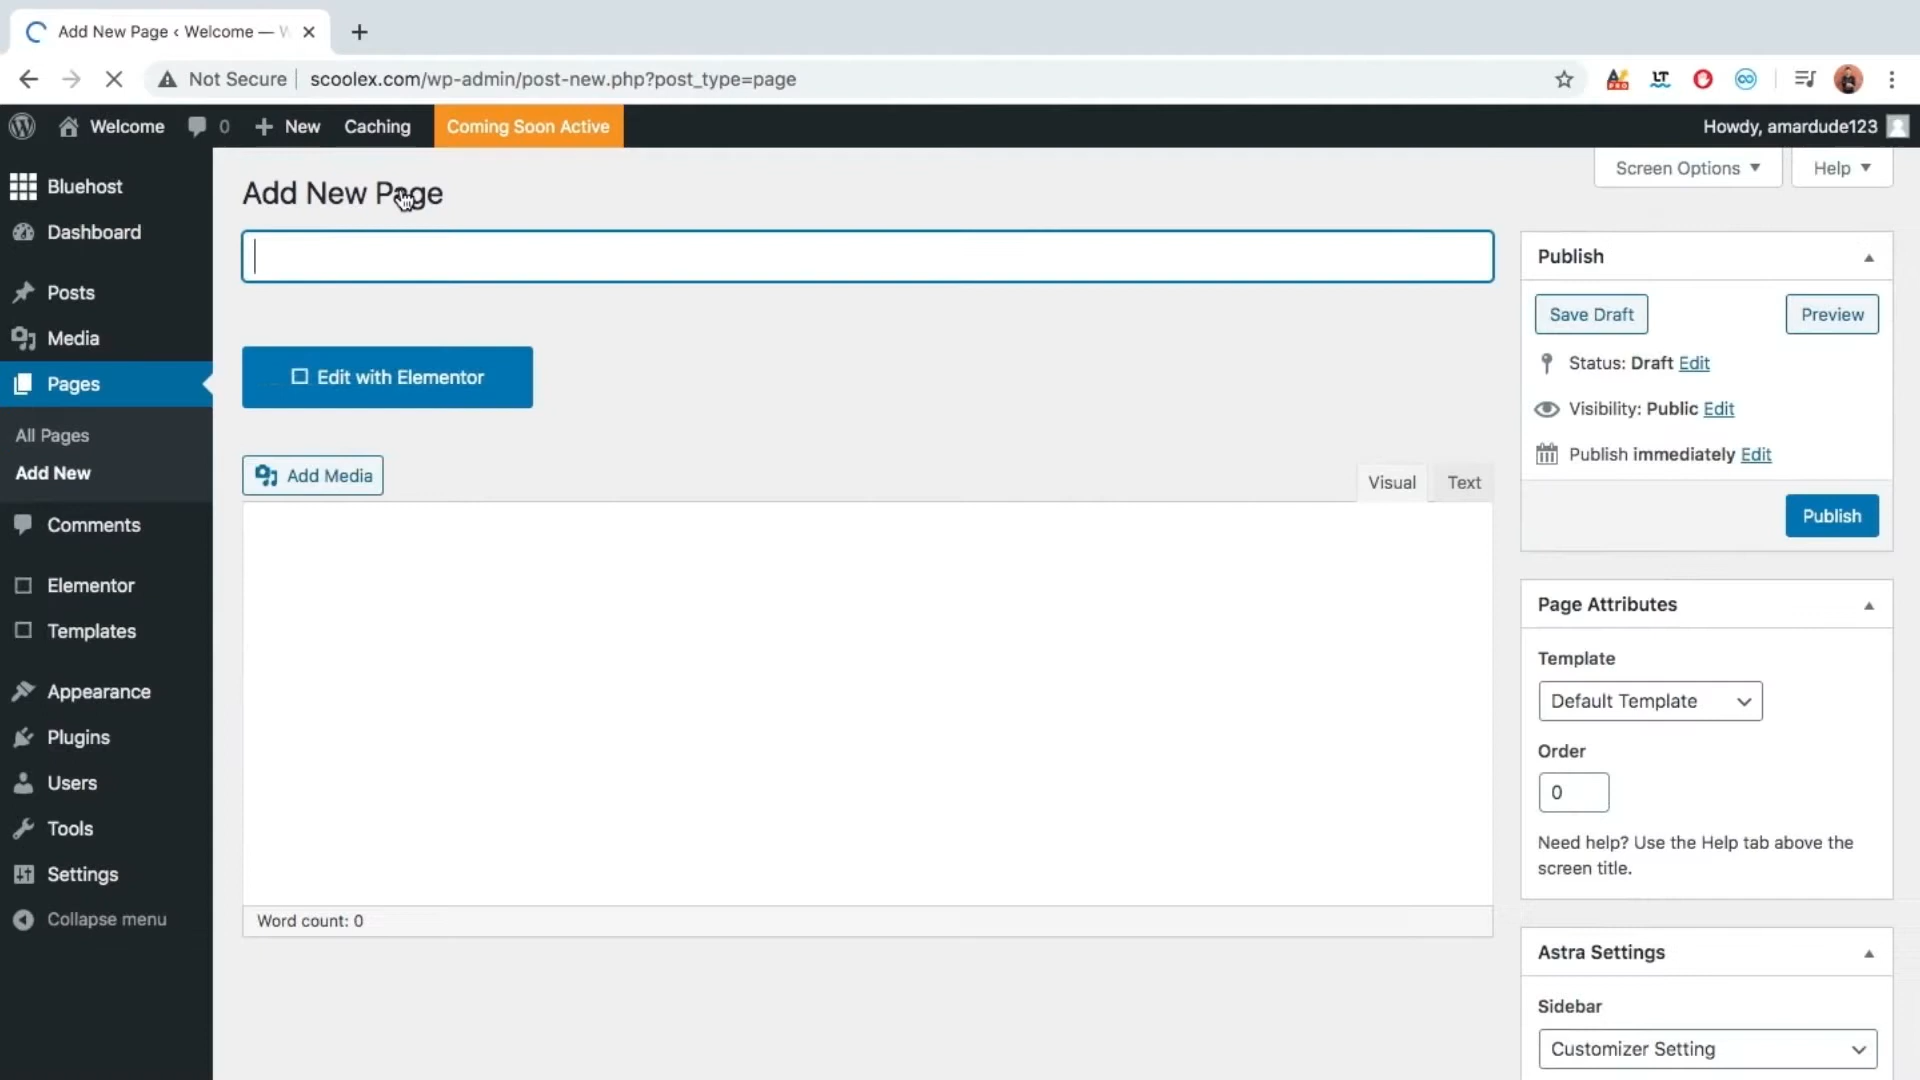 Add New Page ‹ Welcome —
Not Secure scoolex.com/wp-admin/post-new.php?post_type=page
Welcome 0 New Caching Coming Soon Active Howdy, amardude123
Screen Options Help
Bluehost
Dashboard
Posts
Media
Pages
All Pages
Add New
Comments
Elementor
Templates
Appearance
Plugins
Users
Tools
Settings
Collapse menu
Add New Page
Edit with Elementor
Add Media
Visual Text
Word count: 0
Publish
Save Draft Preview
Status: Draft Edit
Visibility: Public Edit
Publish immediately Edit
Publish
Page Attributes
Template
Default Template
Order
0
Need help? Use the Help tab above the
screen title.
Astra Settings
Sidebar
Customizer Setting